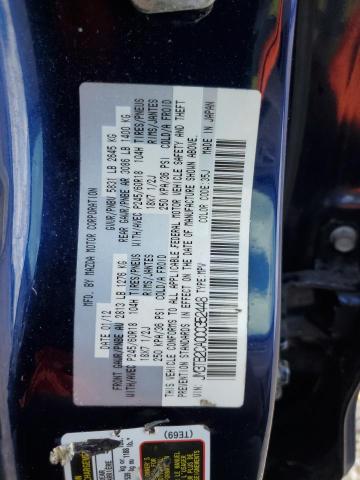 MFD. BY MAZDA MOTOR CORPORATION
DATE: 01/12
GVWR/PNBV 5831 LB 2645 KG
FRONT GAWR/PNBE AV 2813 LB 1276 KG
REAR GAWR/PNBE AR 3086 LB 1400 KG
WITH/AVEC P245/60R18 104H TIRES/PNEUS
WITH/AVEC P245/60R18 104H TIRES/PNEUS
18X7 1/2J RIMS/JANTES
18X7 1/2J RIMS/JANTES
250 KPA/36 PSI COLD/A FROID
250 KPA/36 PSI COLD/A FROID
THIS VEHICLE CONFORMS TO ALL APPLICABLE FEDERAL MOTOR VEHICLE SAFETY AND THEFT
PREVENTION STANDARDS IN EFFECT ON THE DATE OF MANUFACTURE SHOWN ABOVE.
VIN: JM3TB2CA0C0352448 COLOR CODE: 35J MADE IN JAPAN
TYPE: MPV
(TE69)